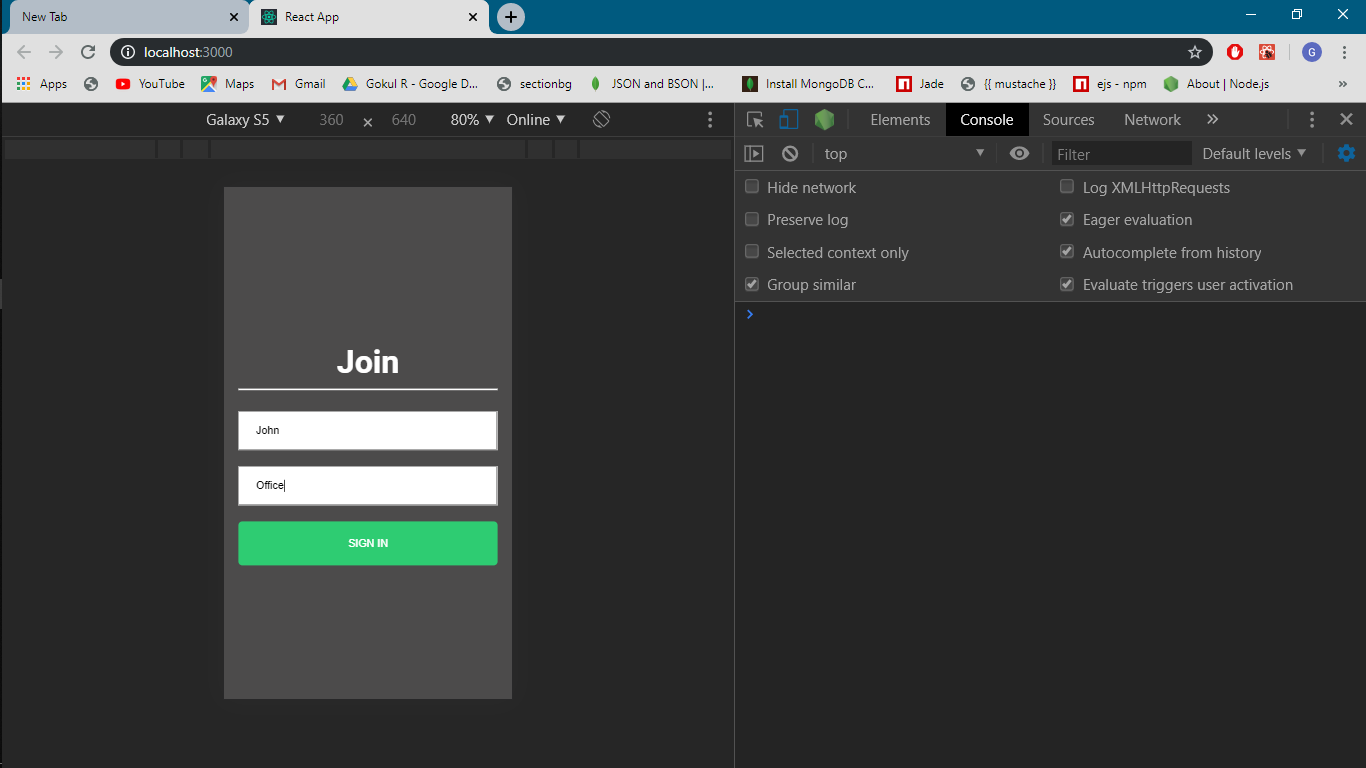 New Tab
React App
localhost:3000
G
Apps
YouTube
Maps
Gmail
Gokul R - Google D...
sectionbg
JSON and BSON |...
Install MongoDB C...
Jade
{{ mustache }}
ejs - npm
About | Node.js
»
Galaxy S5 ▼ 360 × 640 80% ▼ Online ▼
Elements Console Sources Network »
top ▼ Filter Default levels ▼
Hide network Log XMLHttpRequests
Preserve log Eager evaluation
Selected context only Autocomplete from history
Group similar Evaluate triggers user activation
Join
John
Office
SIGN IN